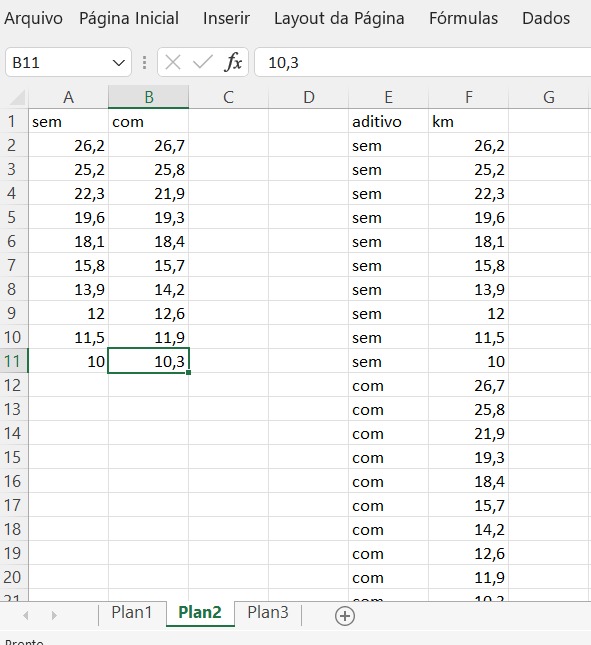 Arquivo Página Inicial Inserir Layout da Página Fórmulas Dados
B11 fx 10,3
A B C D E F G
1 sem com aditivo km
2 26,2 26,7 sem 26,2
3 25,2 25,8 sem 25,2
4 22,3 21,9 sem 22,3
5 19,6 19,3 sem 19,6
6 18,1 18,4 sem 18,1
7 15,8 15,7 sem 15,8
8 13,9 14,2 sem 13,9
9 12 12,6 sem 12
10 11,5 11,9 sem 11,5
11 10 10,3 sem 10
12 com 26,7
13 com 25,8
14 com 21,9
15 com 19,3
16 com 18,4
17 com 15,7
18 com 14,2
19 com 12,6
20 com 11,9
21 com 10,3
Plan1 Plan2 Plan3
Pronto